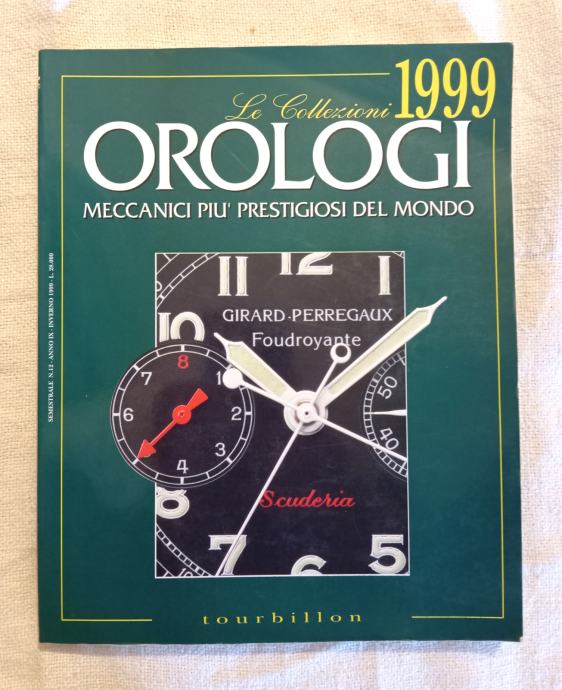 Le Collezioni 1999
OROLOGI
MECCANICI PIU' PRESTIGIOSI DEL MONDO
SEMESTRALE N.12 - ANNO IX - INVERNO 1999 - L. 28.000
11 12 1
GIRARD-PERREGAUX
Foudroyante
10
8
7 1
6 2
5 3
4
50
40
Scuderia
8
7 5
tourbillon